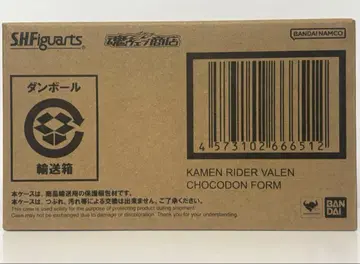 S.H.Figuarts
魂ウェブ商店
BANDAI NAMCO
ダンボール
輸送箱
4 573102 666512
KAMEN RIDER VALEN
CHOCODON FORM
本ケースは、商品輸送用の保護梱包材です。
本ケースは、つぶれ、汚れ等による交換は出来ません。ご了承ください。
This case is used solely for the purpose of protecting product during shipment.
Case may not be exchanged due to damage or discoloration. Thank you for your understanding.
BAN
DAI